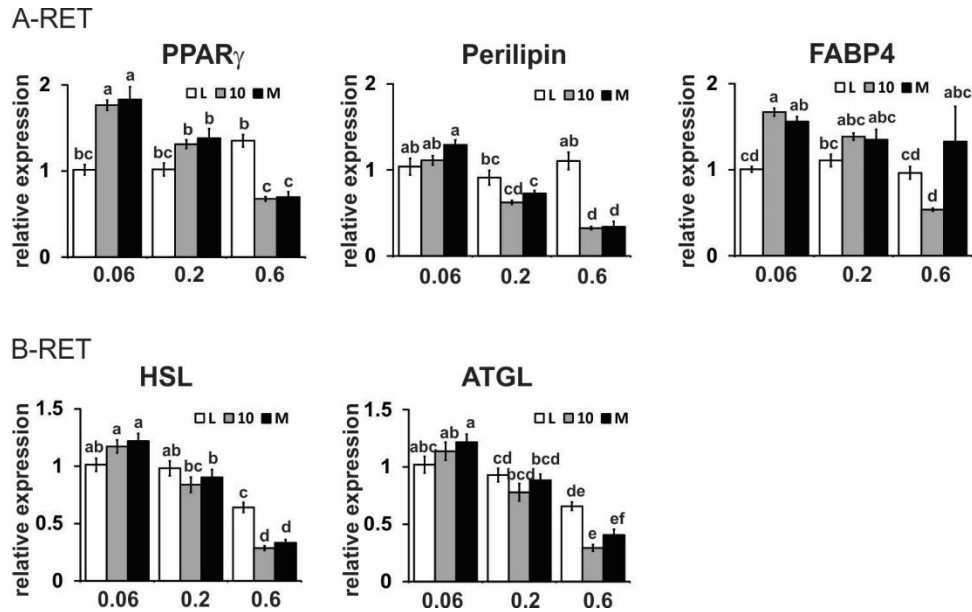 A-RET
PPARγ
relative expression
2
1
0
L 10 M
bc a a bc b b b c c
0.06 0.2 0.6
Perilipin
relative expression
2
1
0
L 10 M
ab ab a bc cd c ab d d
0.06 0.2 0.6
FABP4
relative expression
2
1
0
L 10 M
cd a ab bc abc abc cd d abc
0.06 0.2 0.6
B-RET
HSL
relative expression
1.5
1
0.5
0
L 10 M
ab a a ab bc b c d d
0.06 0.2 0.6
ATGL
relative expression
1.5
1
0.5
0
L 10 M
abc ab a cd bcd bcd de e ef
0.06 0.2 0.6